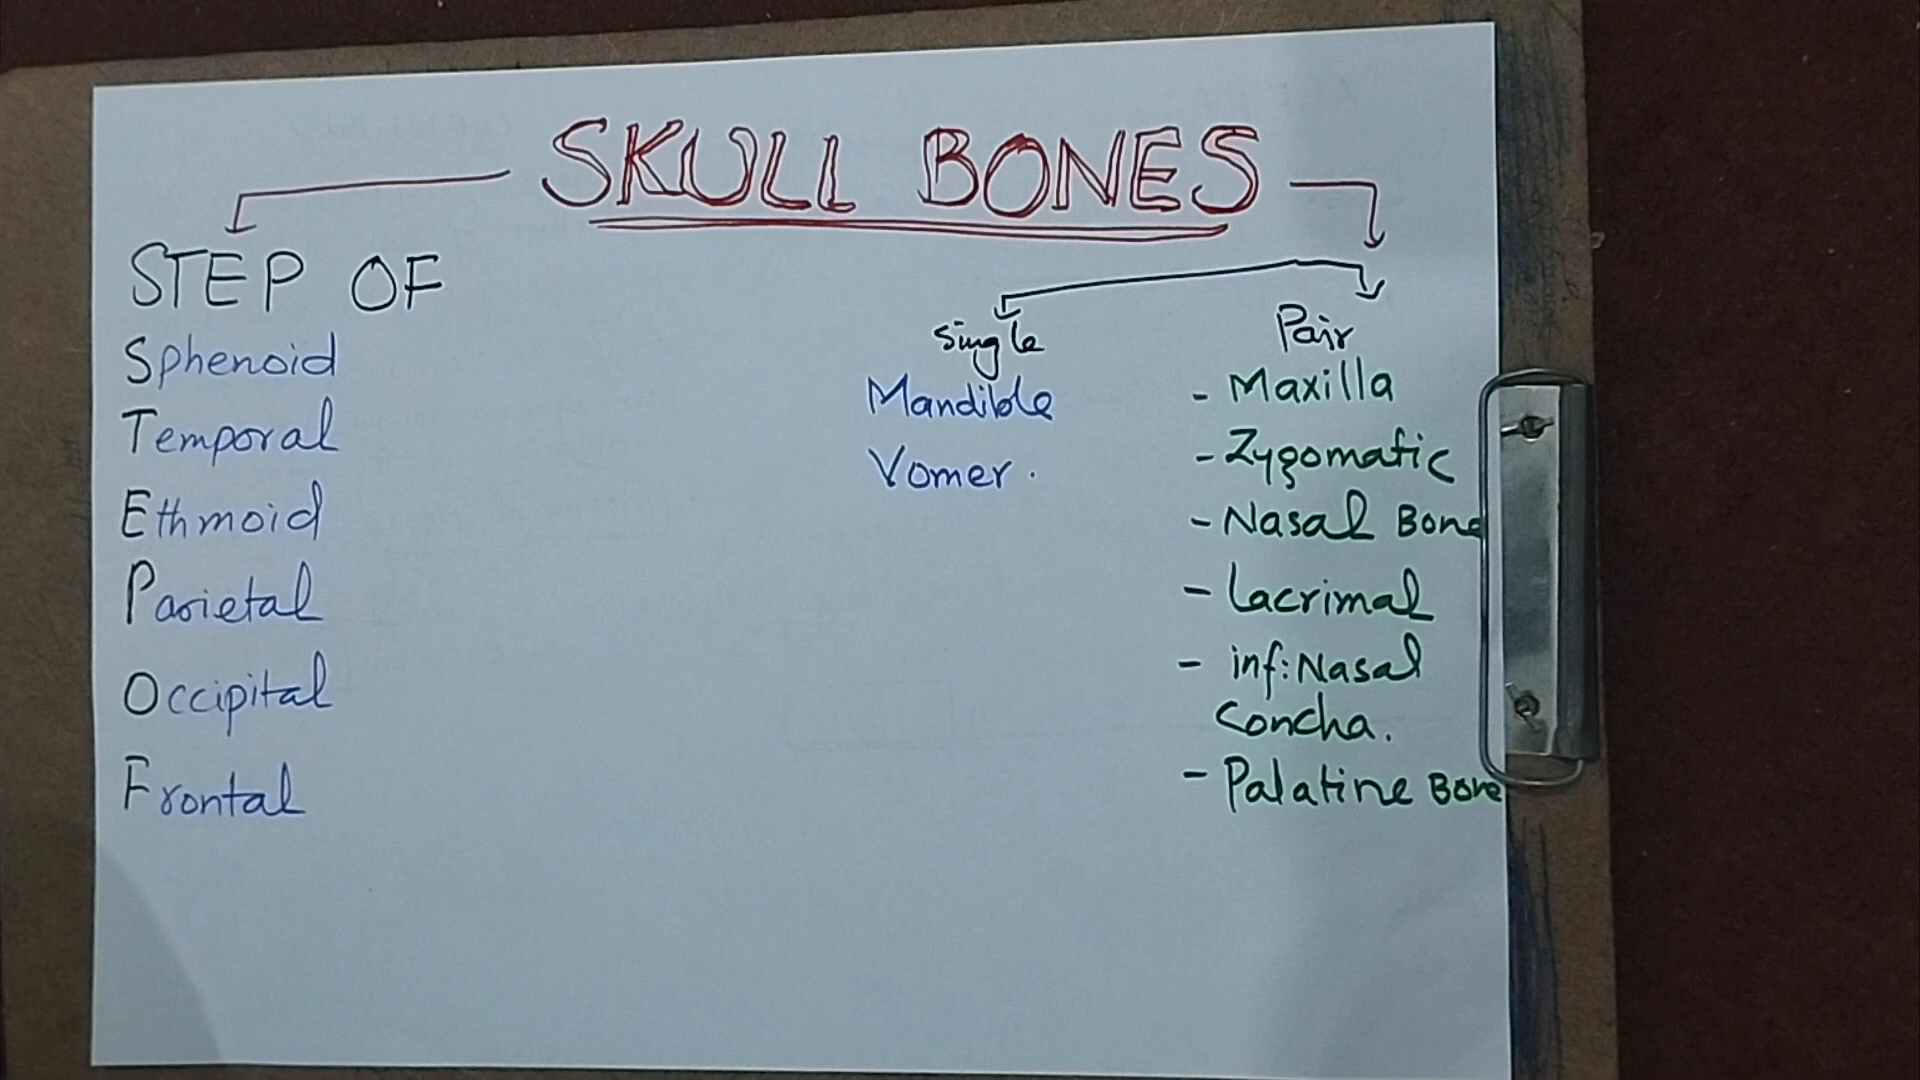 SKULL BONES
STEP OF
Sphenoid
Temporal
Ethmoid
Parietal
Occipital
Frontal
Single
Mandible
Vomer.
Pair
- Maxilla
- Zygomatic
- Nasal Bone
- Lacrimal
- inf: Nasal
Concha.
- Palatine Bone